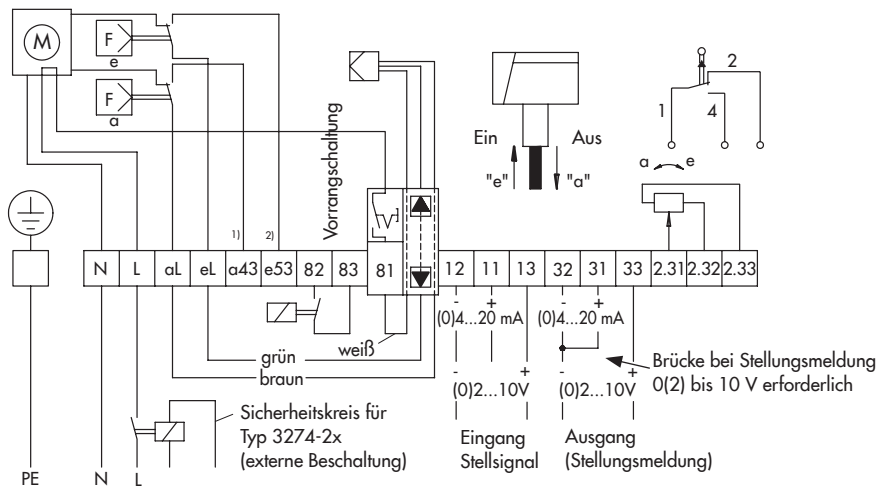 M
F
e
F
a
Vorrangschaltung
Ein
Aus
"e"
"a"
2
1
4
a
e
1)
2)
N
L
aL
eL
a43
e53
82
83
81
12
11
13
32
31
33
2.31
2.32
2.33
- +
(0)4...20 mA
- +
(0)4...20 mA
weiß
grün
braun
- +
(0)2...10V
- +
(0)2...10V
Brücke bei Stellungsmeldung
0(2) bis 10 V erforderlich
Sicherheitskreis für
Typ 3274-2x
(externe Beschaltung)
Eingang
Stellsignal
Ausgang
(Stellungsmeldung)
PE
N
L